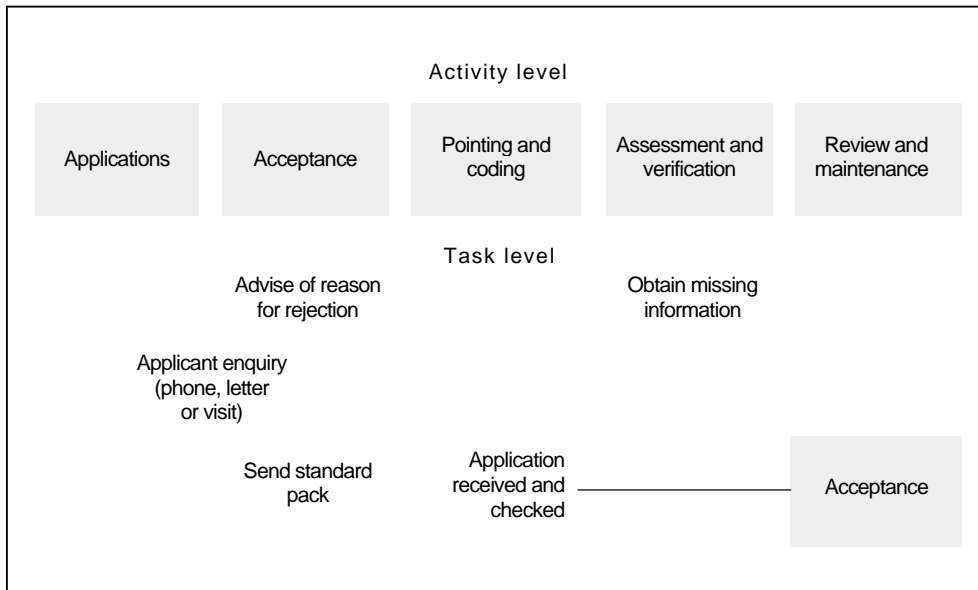 Activity level
Applications
Acceptance
Pointing and
coding
Assessment and
verification
Review and
maintenance
Task level
Advise of reason
for rejection
Obtain missing
information
Applicant enquiry
(phone, letter
or visit)
Send standard
pack
Application
received and
checked
Acceptance